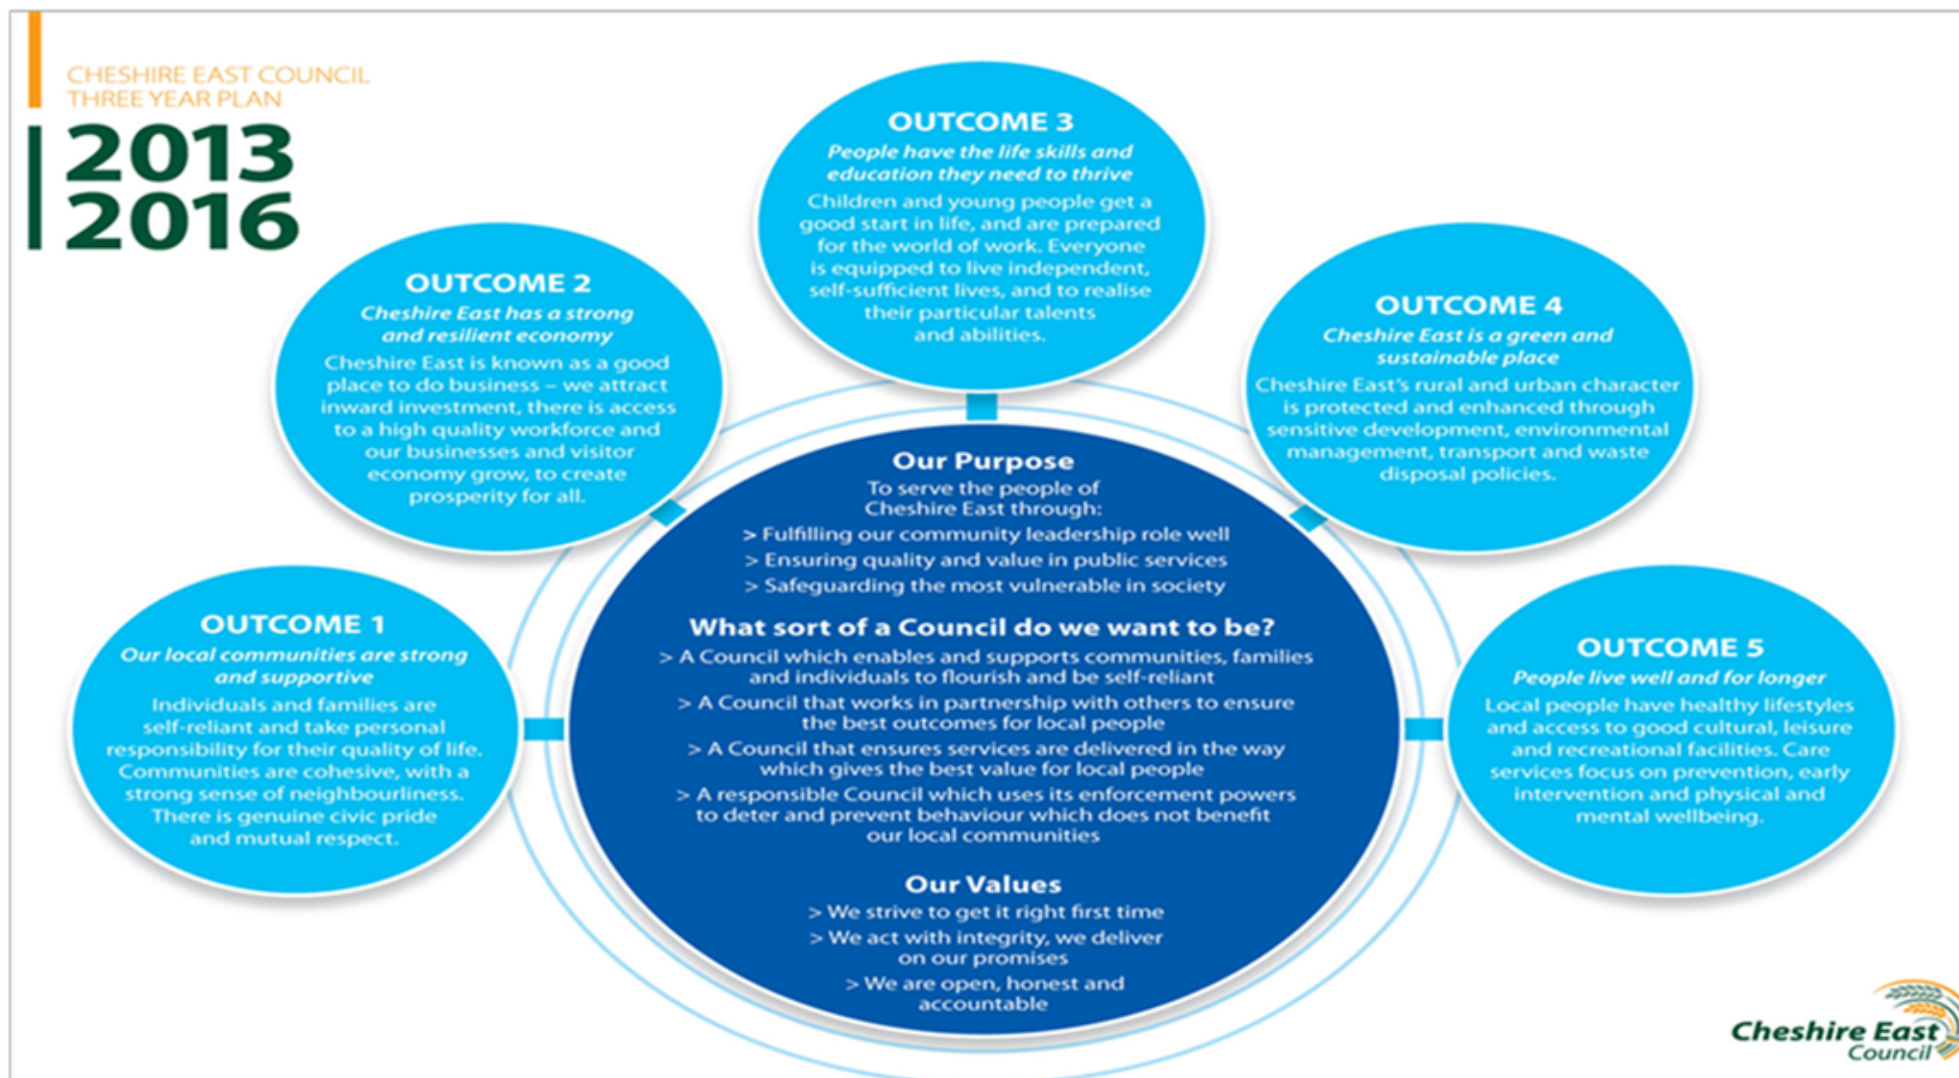 CHESHIRE EAST COUNCIL
THREE YEAR PLAN
2013
2016
OUTCOME 1
Our local communities are strong
and supportive
Individuals and families are
self-reliant and take personal
responsibility for their quality of life.
Communities are cohesive, with a
strong sense of neighbourliness.
There is genuine civic pride
and mutual respect.
OUTCOME 2
Cheshire East has a strong
and resilient economy
Cheshire East is known as a good
place to do business – we attract
inward investment, there is access
to a high quality workforce and
our businesses and visitor
economy grow, to create
prosperity for all.
OUTCOME 3
People have the life skills and
education they need to thrive
Children and young people get a
good start in life, and are prepared
for the world of work. Everyone
is equipped to live independent,
self-sufficient lives, and to realise
their particular talents
and abilities.
OUTCOME 4
Cheshire East is a green and
sustainable place
Cheshire East's rural and urban character
is protected and enhanced through
sensitive development, environmental
management, transport and waste
disposal policies.
OUTCOME 5
People live well and for longer
Local people have healthy lifestyles
and access to good cultural, leisure
and recreational facilities. Care
services focus on prevention, early
intervention and physical and
mental wellbeing.
Our Purpose
To serve the people of
Cheshire East through:
> Fulfilling our community leadership role well
> Ensuring quality and value in public services
> Safeguarding the most vulnerable in society
What sort of a Council do we want to be?
> A Council which enables and supports communities, families
and individuals to flourish and be self-reliant
> A Council that works in partnership with others to ensure
the best outcomes for local people
> A Council that ensures services are delivered in the way
which gives the best value for local people
> A responsible Council which uses its enforcement powers
to deter and prevent behaviour which does not benefit
our local communities
Our Values
> We strive to get it right first time
> We act with integrity, we deliver
on our promises
> We are open, honest and
accountable
Cheshire East
Council